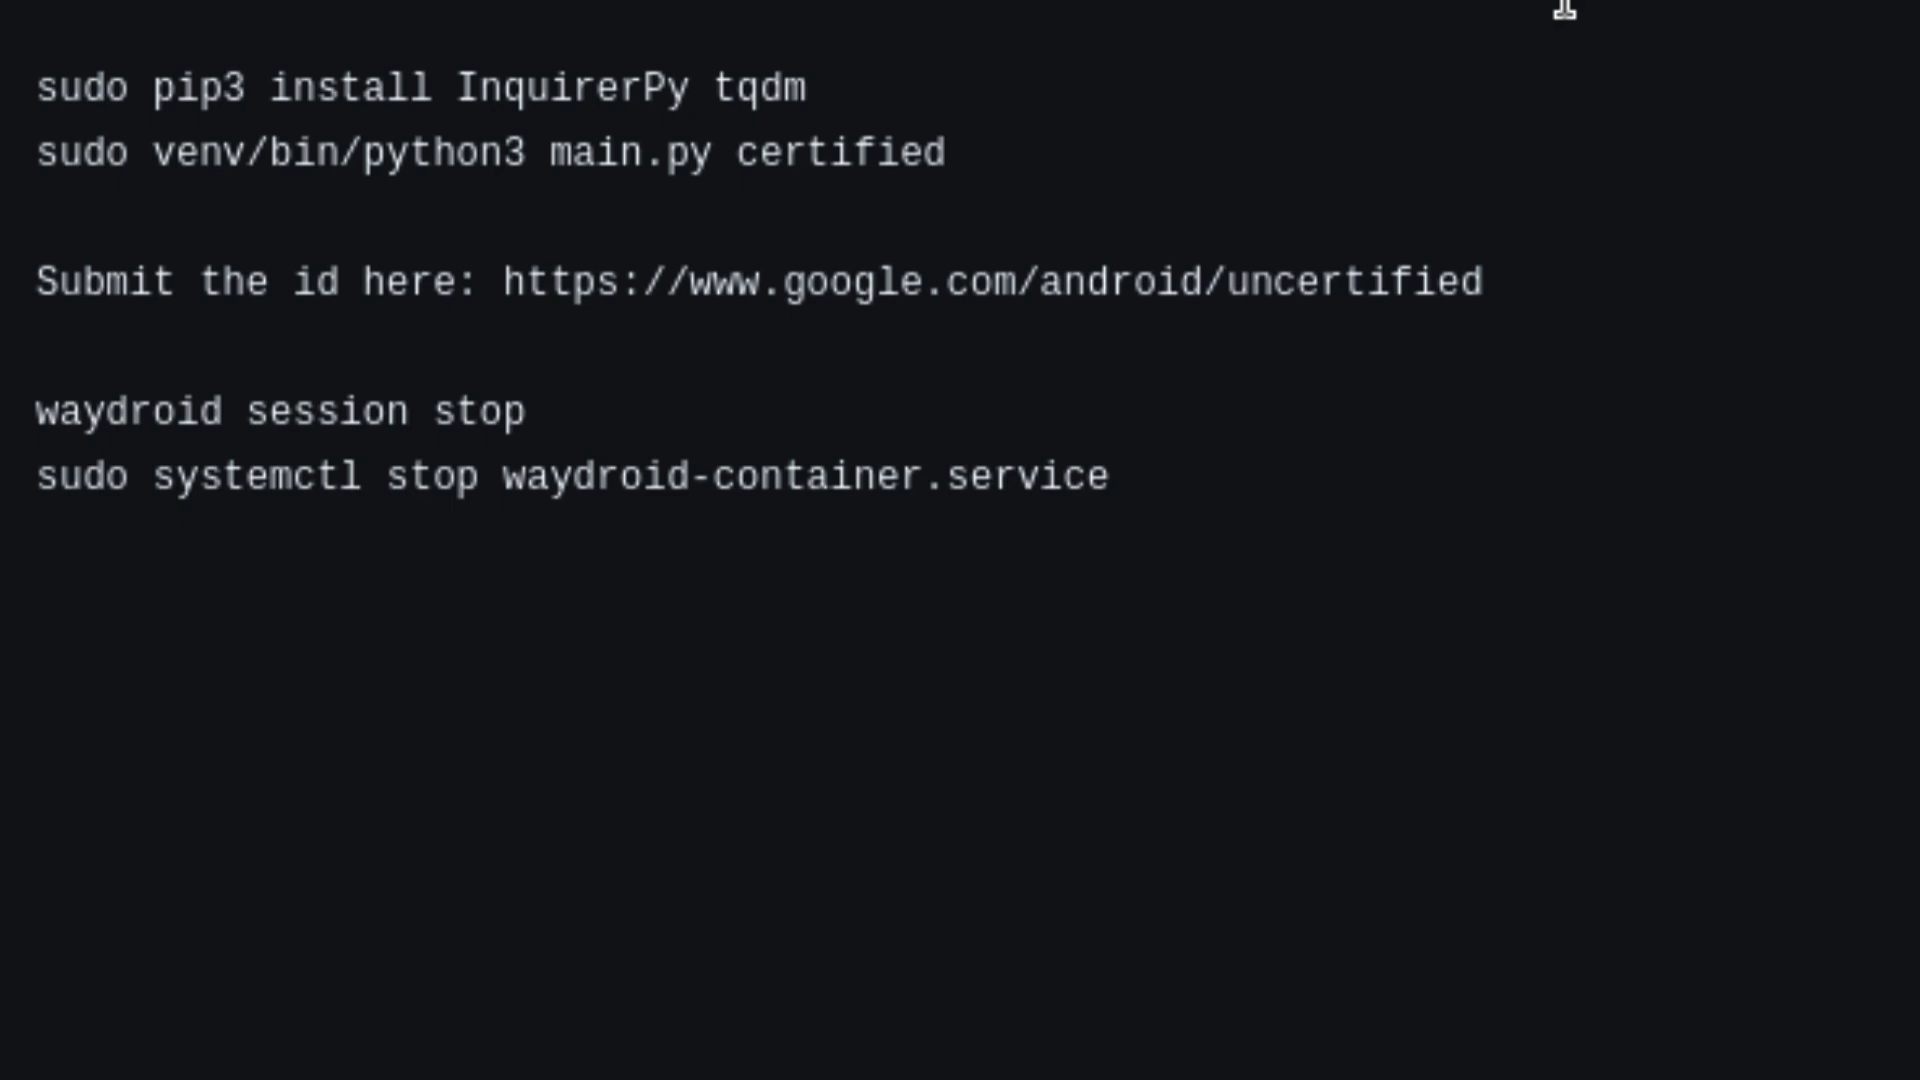 sudo pip3 install InquirerPy tqdm
sudo venv/bin/python3 main.py certified
Submit the id here: https://www.google.com/android/uncertified
waydroid session stop
sudo systemctl stop waydroid-container.service